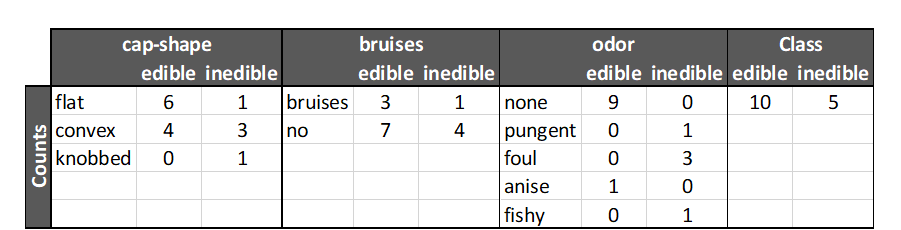 cap-shape bruises odor Class
edible inedible edible inedible edible inedible edible inedible
flat 6 1 bruises 3 1 none 9 0 10 5
convex 4 3 no 7 4 pungent 0 1
knobbed 0 1 foul 0 3
anise 1 0
fishy 0 1
Counts